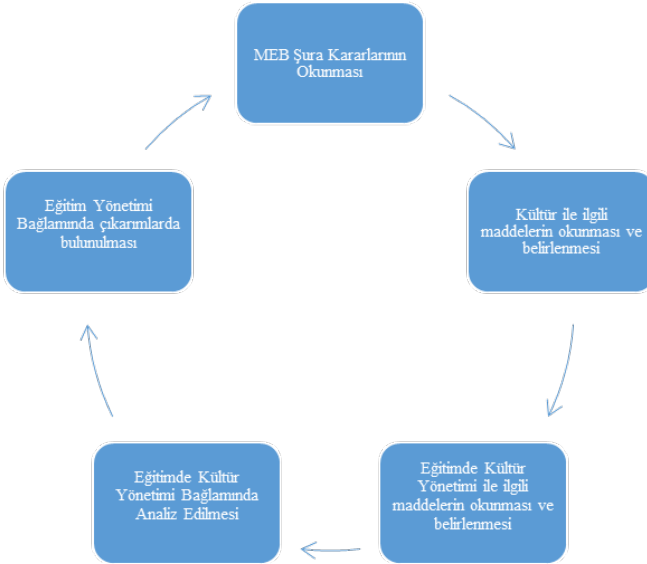 MEB Şura Kararlarının
Okunması
Kültür ile ilgili
maddelerin okunması ve
belirlenmesi
Eğitimde Kültür
Yönetimi ile ilgili
maddelerin okunması ve
belirlenmesi
Eğitimde Kültür
Yönetimi Bağlamında
Analiz Edilmesi
Eğitim Yönetimi
Bağlamında çıkarımlarda
bulunulması